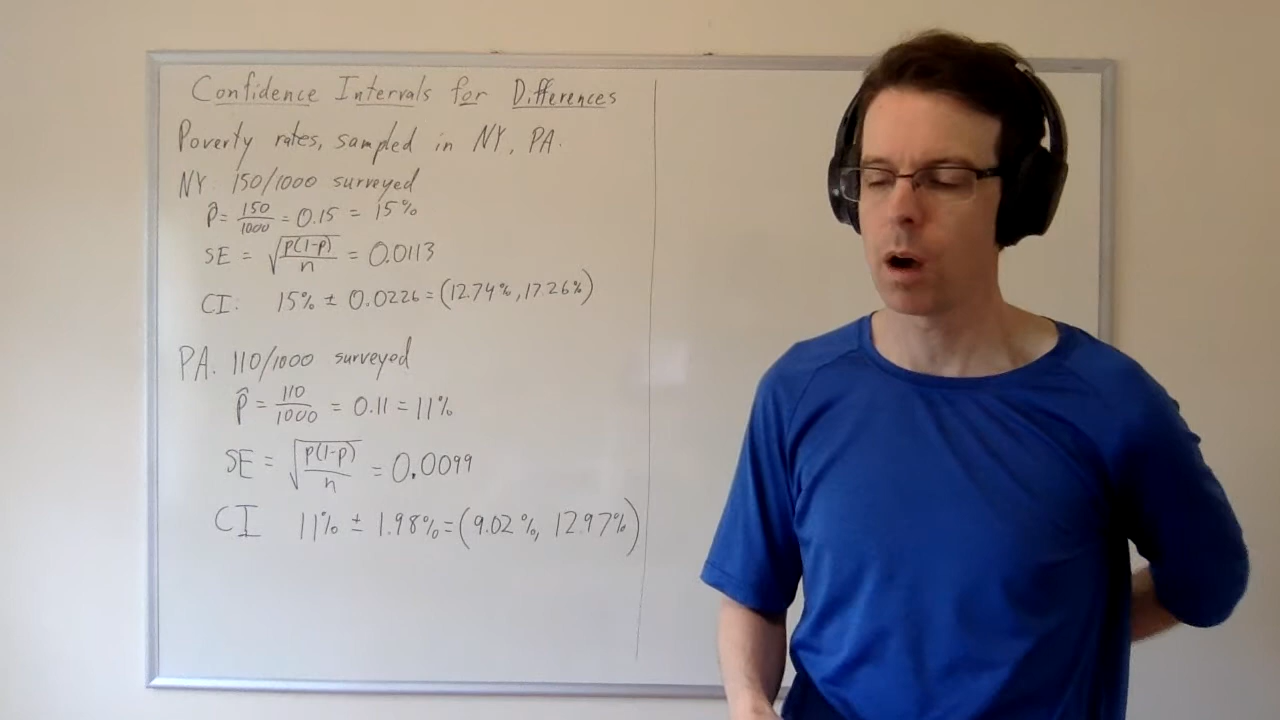 Confidence Intervals for Differences
Poverty rates, sampled in NY, PA.
NY. 150/1000 surveyed
p̂ = 150/1000 = 0.15 = 15%
SE = √(p(1-p)/n) = 0.0113
CI: 15% ± 0.0226 = (12.74%, 17.26%)
PA. 110/1000 surveyed
p̂ = 110/1000 = 0.11 = 11%
SE = √(p(1-p)/n) = 0.0099
CI 11% ± 1.98% = (9.02%, 12.97%)